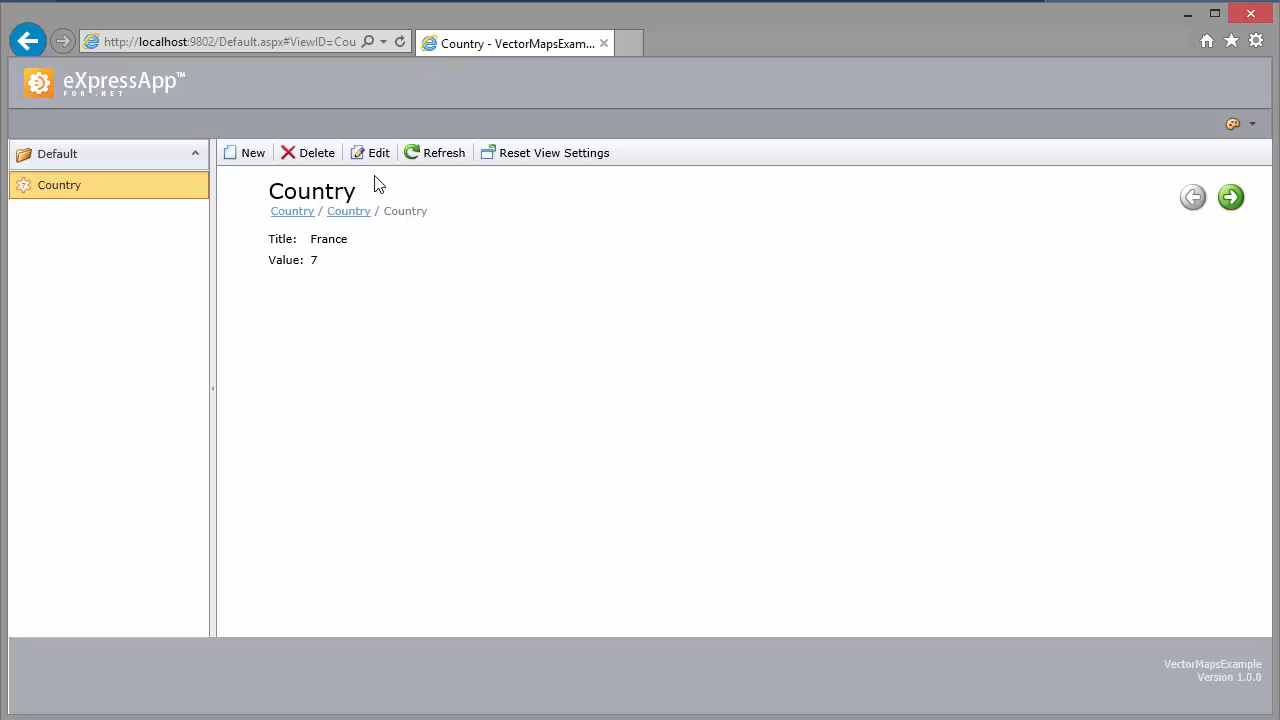 http://localhost:9802/Default.aspx#ViewID=Cou
Country - VectorMapsExam...
eXpressApp™
FOR .NET
Default
Country
New
Delete
Edit
Refresh
Reset View Settings
Country
Country / Country / Country
Title: France
Value: 7
VectorMapsExample
Version 1.0.0